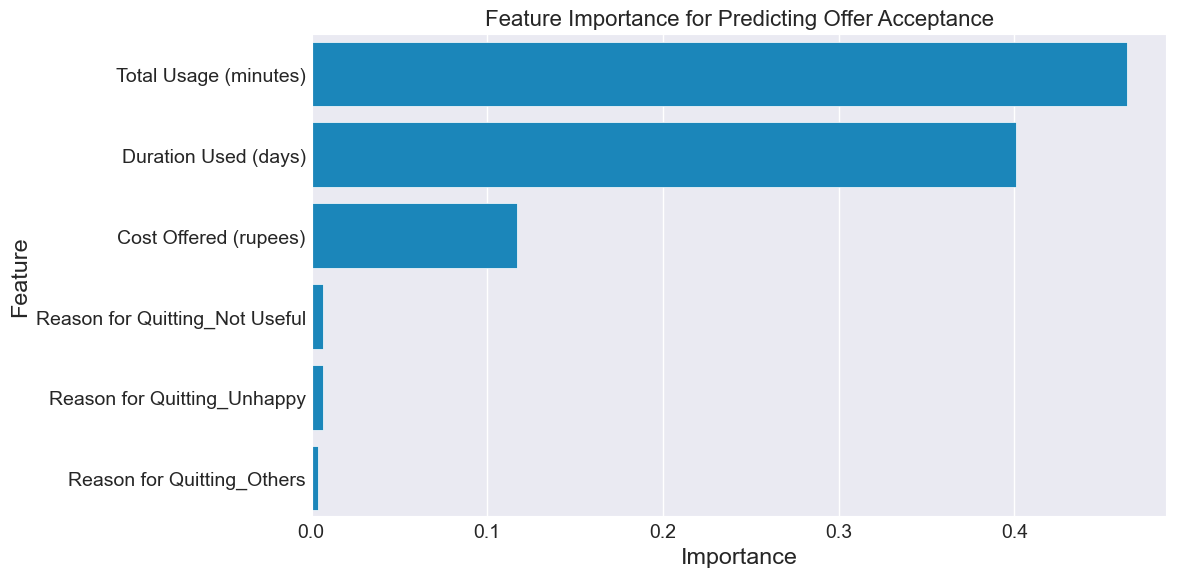 Feature Importance for Predicting Offer Acceptance
Total Usage (minutes)
Duration Used (days)
Cost Offered (rupees)
Reason for Quitting_Not Useful
Reason for Quitting_Unhappy
Reason for Quitting_Others
Feature
0.0 0.1 0.2 0.3 0.4
Importance